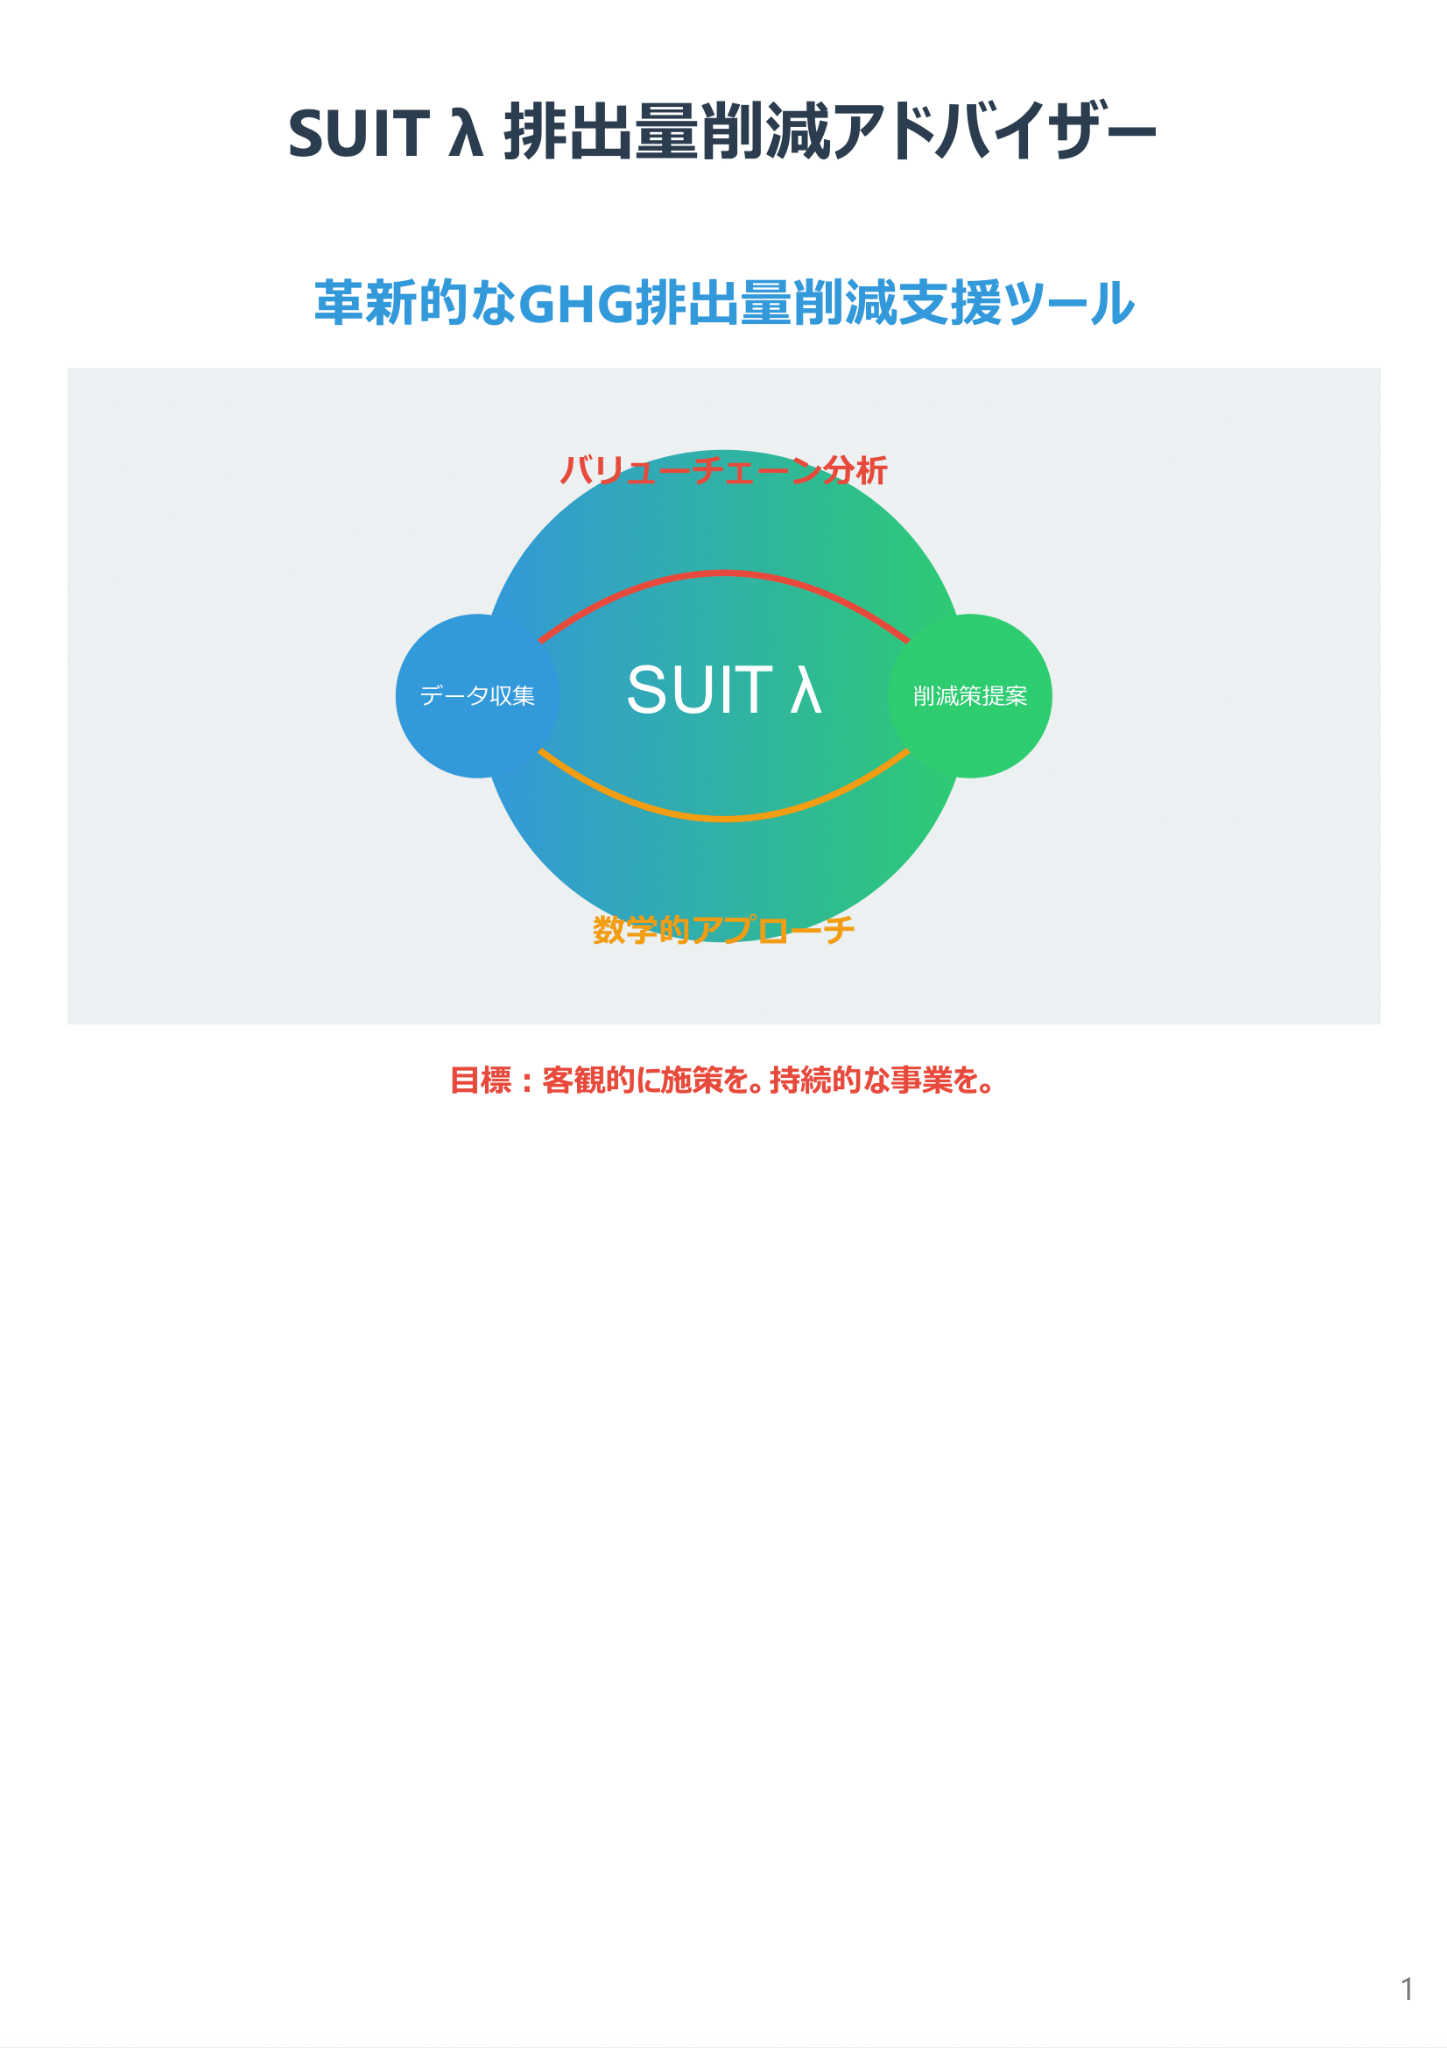 SUIT λ 排出量削減アドバイザー
革新的なGHG排出量削減支援ツール
バリューチェーン分析
データ収集
SUIT λ
削減策提案
数学的アプローチ
目標：客観的に施策を。持続的な事業を。
1